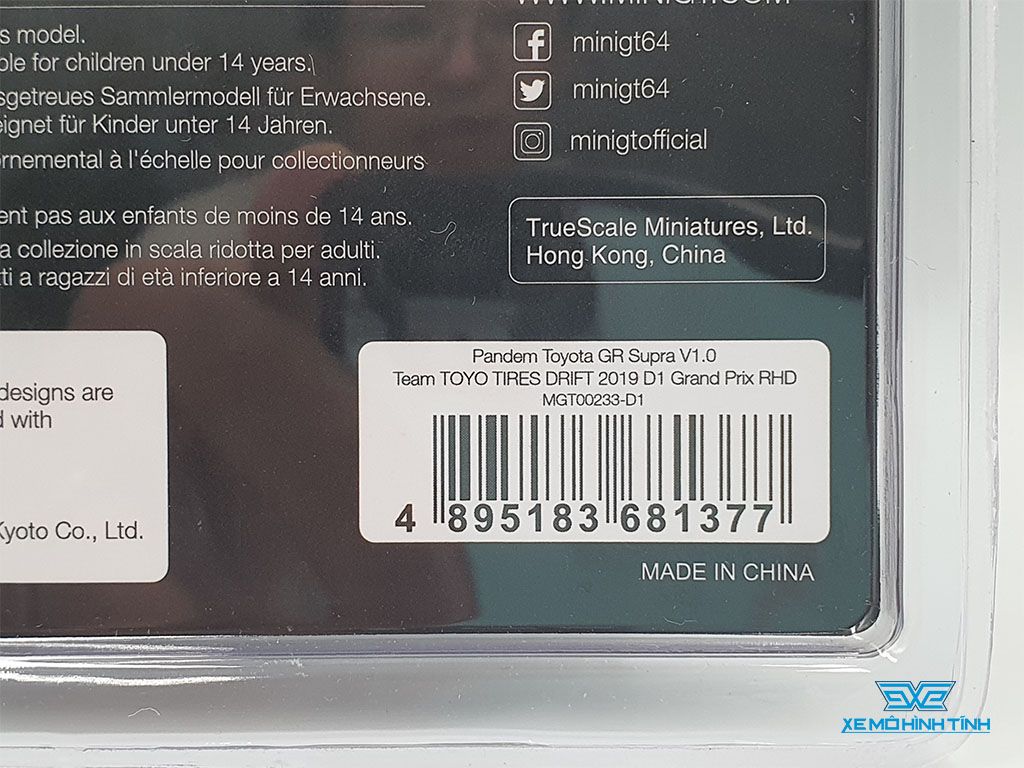 WWW.MINIGT.COM
s model.
ble for children under 14 years.
sgetreues Sammlermodell für Erwachsene.
eignet für Kinder unter 14 Jahren.
ornemental à l'échelle pour collectionneurs
ent pas aux enfants de moins de 14 ans.
a collezione in scala ridotta per adulti.
tti a ragazzi di età inferiore a 14 anni.
minigt64
minigt64
minigtofficial
TrueScale Miniatures, Ltd.
Hong Kong, China
designs are
d with
Kyoto Co., Ltd.
Pandem Toyota GR Supra V1.0
Team TOYO TIRES DRIFT 2019 D1 Grand Prix RHD
MGT00233-D1
4 895183 681377
MADE IN CHINA
XE MÔ HÌNH TĨNH